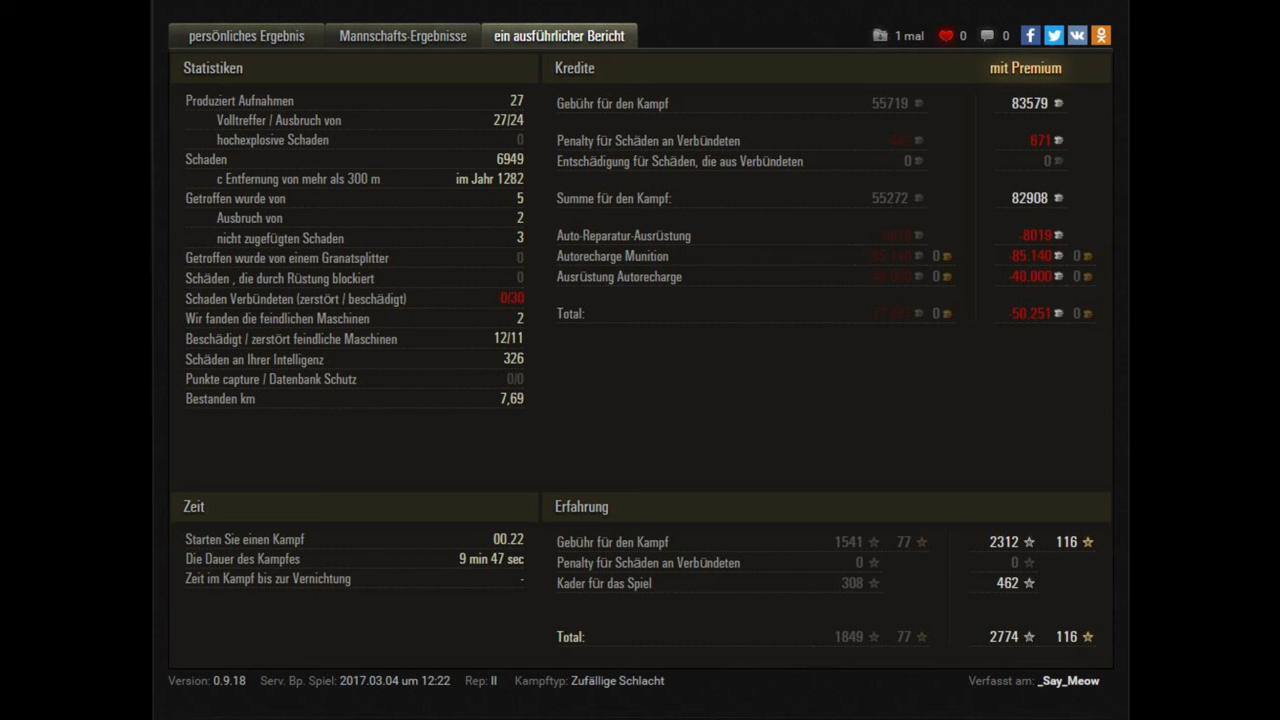 persönliches Ergebnis Mannschafts-Ergebnisse ein ausführlicher Bericht 1 mal 0 0
Statistiken
Produziert Aufnahmen 27
Volltreffer / Ausbruch von 27/24
hochexplosive Schaden 0
Schaden 6949
c Entfernung von mehr als 300 m im Jahr 1282
Getroffen wurde von 5
Ausbruch von 2
nicht zugefügten Schaden 3
Getroffen wurde von einem Granatsplitter 0
Schäden , die durch Rüstung blockiert 0
Schaden Verbündeten (zerstört / beschädigt) 0/30
Wir fanden die feindlichen Maschinen 2
Beschädigt / zerstört feindliche Maschinen 12/11
Schäden an Ihrer Intelligenz 326
Punkte capture / Datenbank Schutz 0/0
Bestanden km 7,69
Kredite mit Premium
Gebühr für den Kampf 55719 83579
Penalty für Schäden an Verbündeten 671
Entschädigung für Schäden, die aus Verbündeten 0 0
Summe für den Kampf: 55272 82908
Auto-Reparatur-Ausrüstung -8019
Autorecharge Munition 0 -85.140 0
Ausrüstung Autorecharge 0 -40.000 0
Total: 0 -50.251 0
Zeit
Starten Sie einen Kampf 00.22
Die Dauer des Kampfes 9 min 47 sec
Zeit im Kampf bis zur Vernichtung -
Erfahrung
Gebühr für den Kampf 1541 77 2312 116
Penalty für Schäden an Verbündeten 0 0
Kader für das Spiel 308 462
Total: 1849 77 2774 116
Version: 0.9.18 Serv. Bp. Spiel: 2017.03.04 um 12:22 Rep: II Kampftyp: Zufällige Schlacht Verfasst am: _Say_Meow